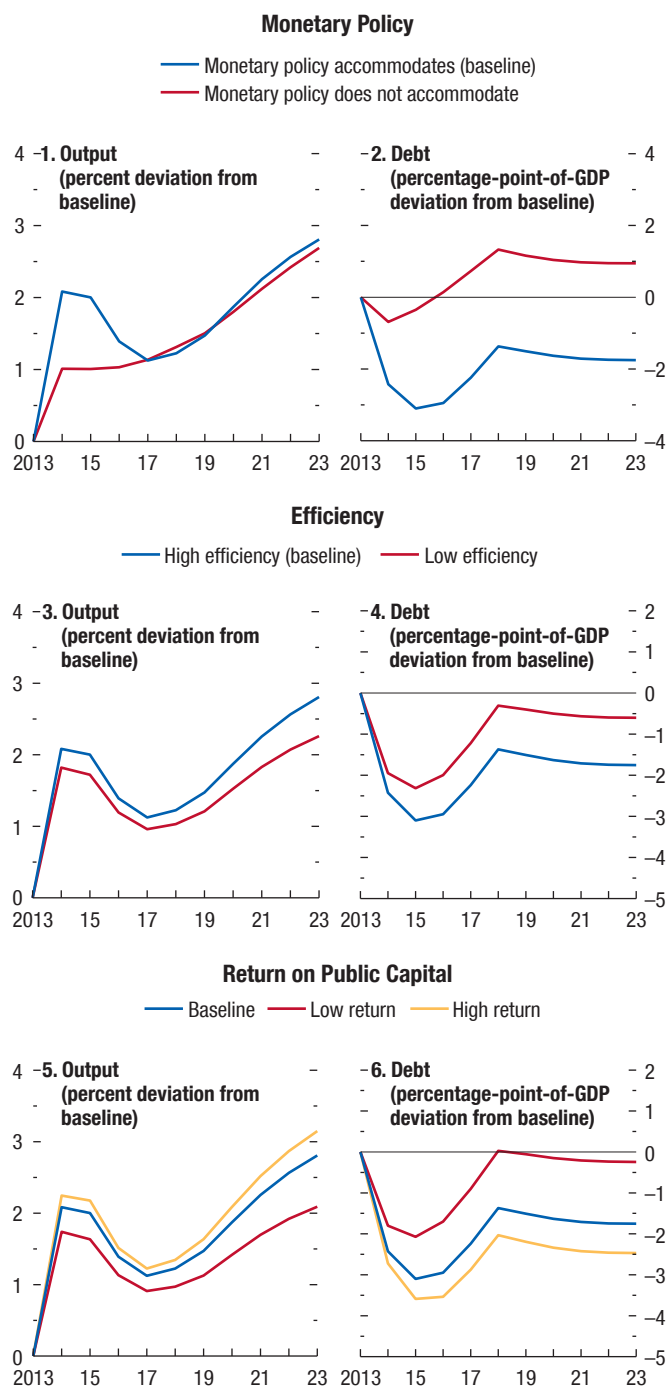 Monetary Policy
Monetary policy accommodates (baseline)
Monetary policy does not accommodate
1. Output
(percent deviation from
baseline)
4
3
2
1
0
2013 15 17 19 21 23
2. Debt
(percentage-point-of-GDP
deviation from baseline)
4
2
0
–2
–4
2013 15 17 19 21 23
Efficiency
High efficiency (baseline) Low efficiency
3. Output
(percent deviation from
baseline)
4
3
2
1
0
2013 15 17 19 21 23
4. Debt
(percentage-point-of-GDP
deviation from baseline)
2
1
0
–1
–2
–3
–4
–5
2013 15 17 19 21 23
Return on Public Capital
Baseline Low return High return
5. Output
(percent deviation from
baseline)
4
3
2
1
0
2013 15 17 19 21 23
6. Debt
(percentage-point-of-GDP
deviation from baseline)
2
1
0
–1
–2
–3
–4
–5
2013 15 17 19 21 23